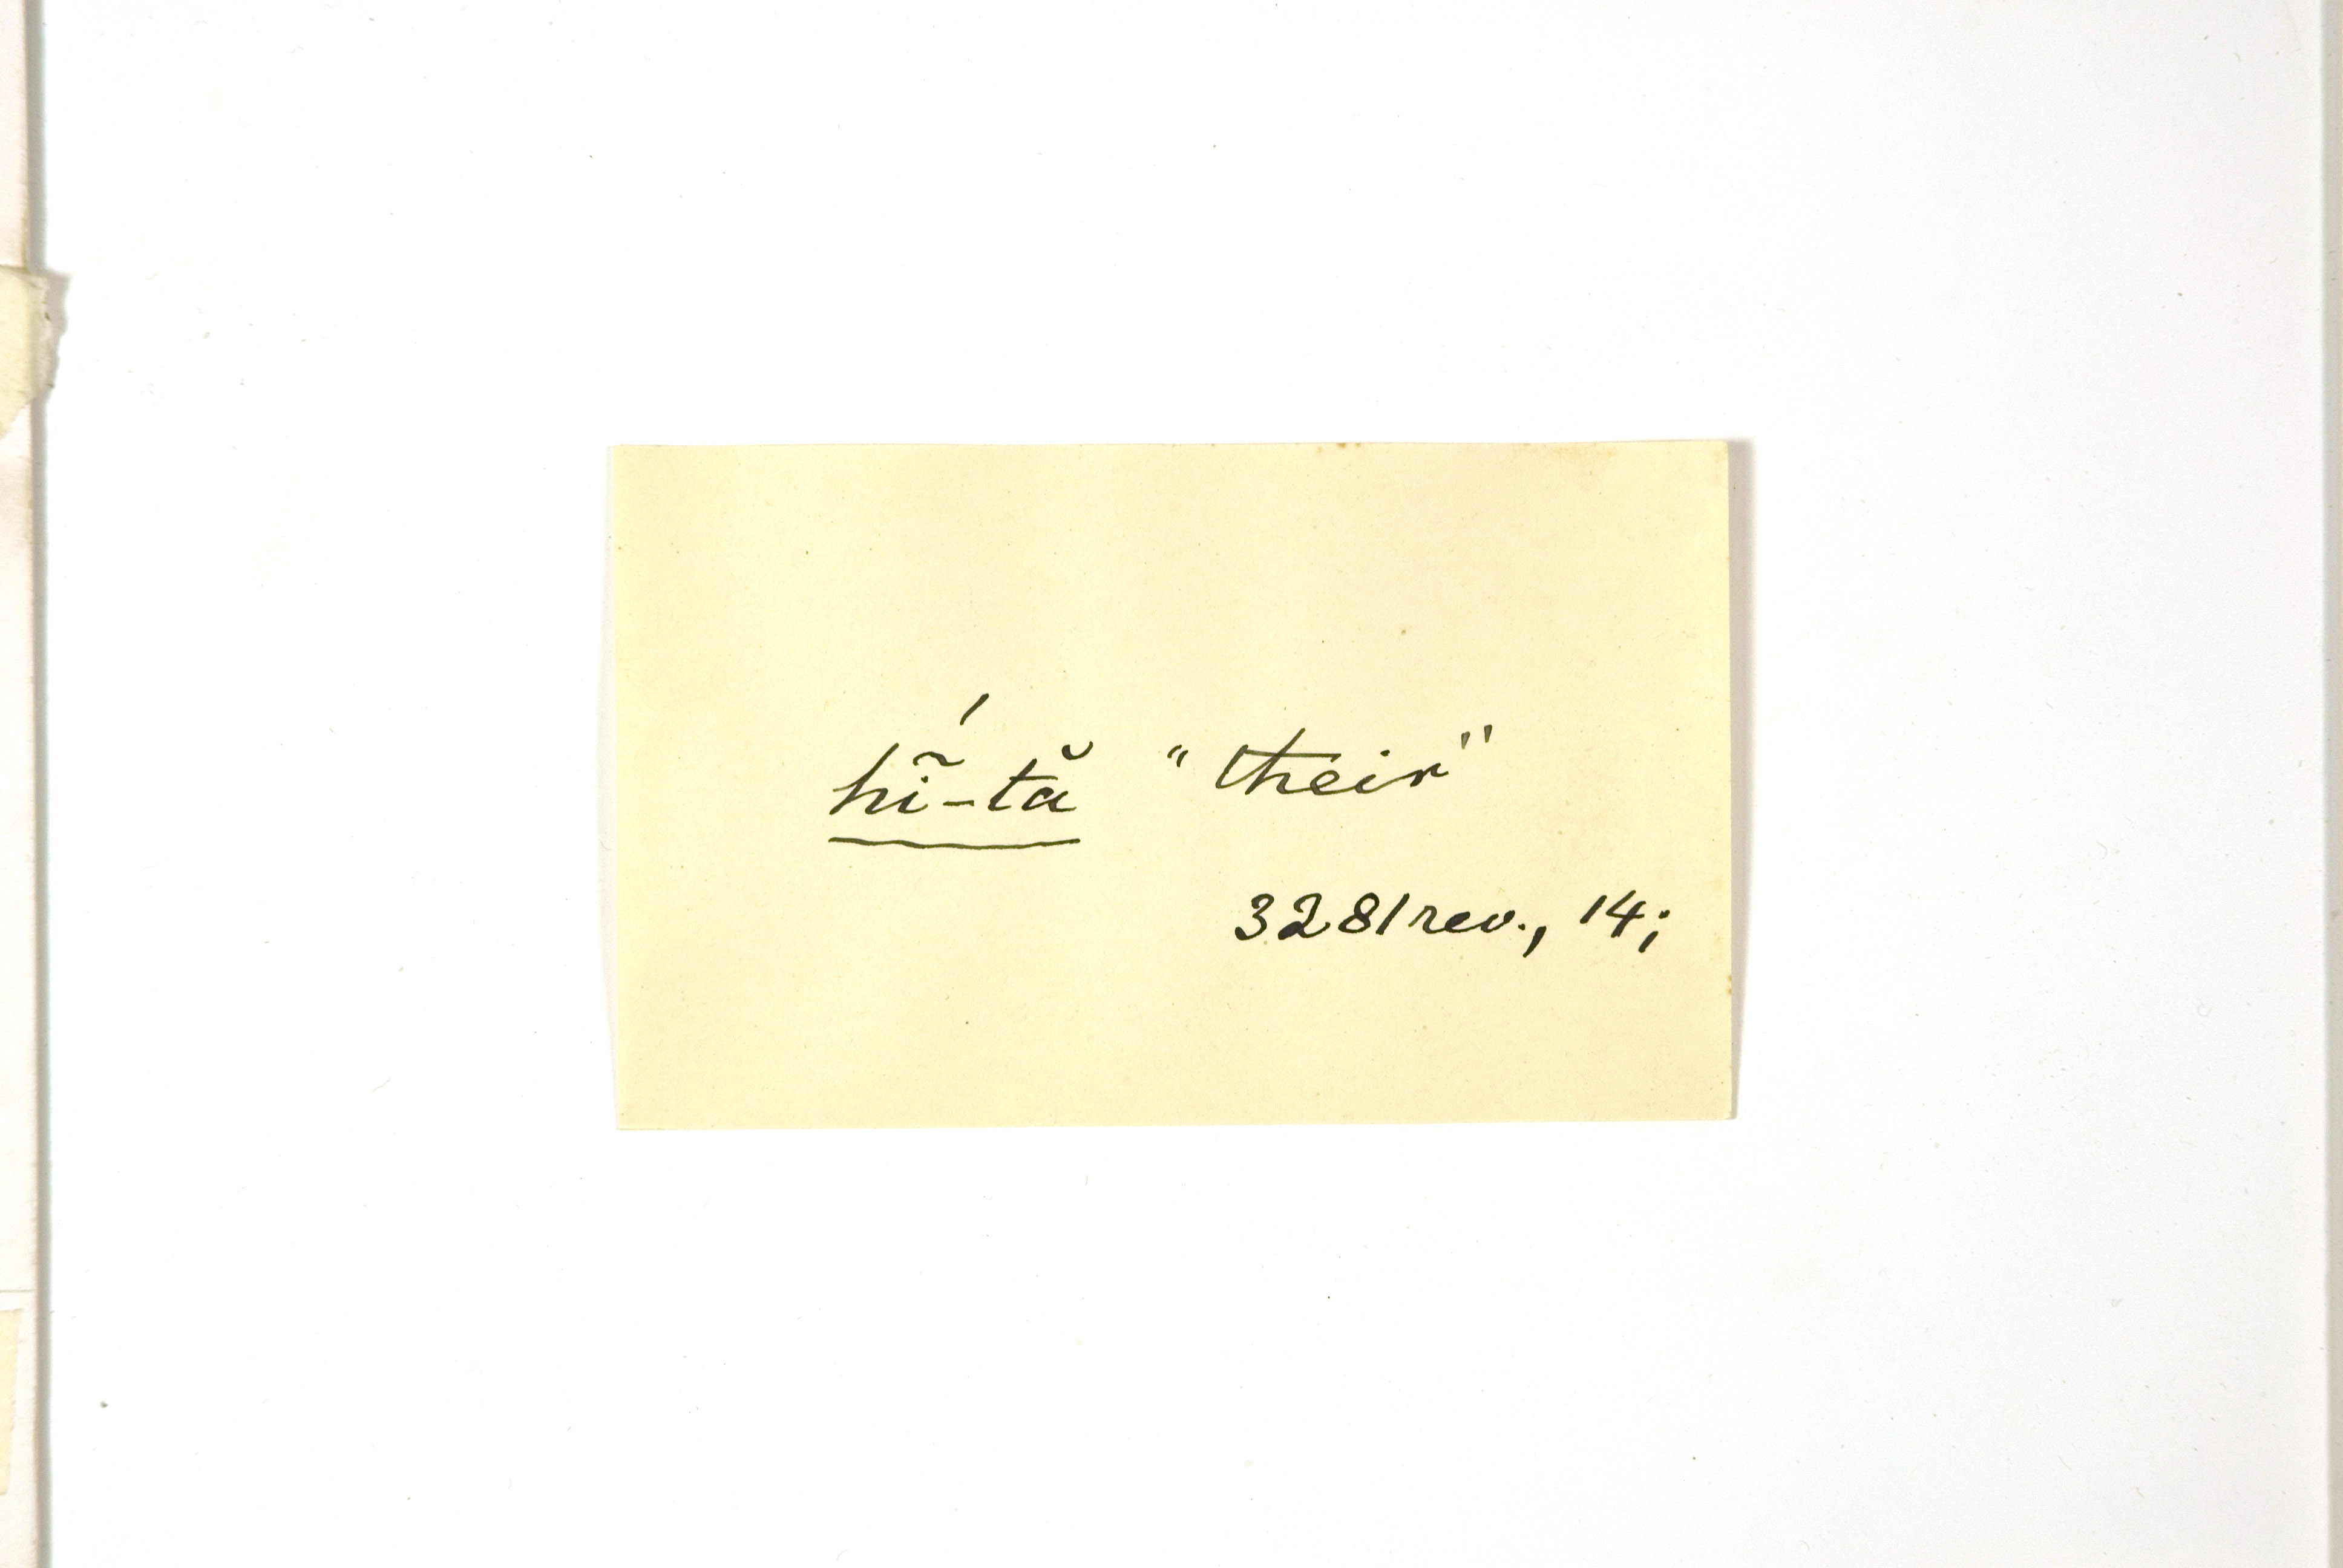 hĩ́-tă "their"
3281rev., 14;